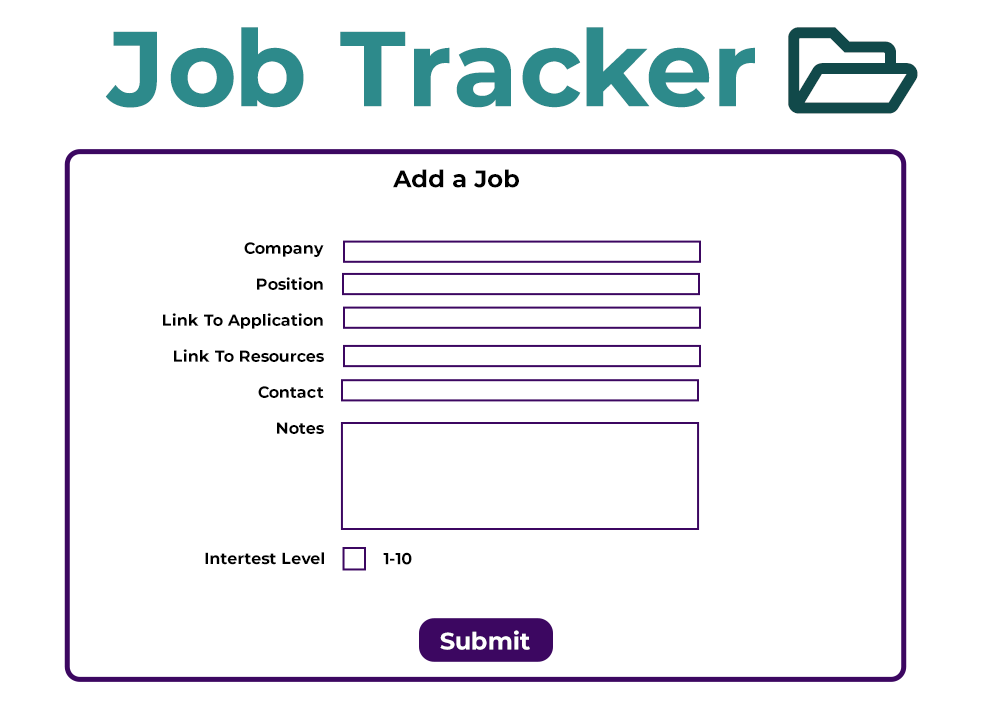 Job Tracker
Add a Job
Company
Position
Link To Application
Link To Resources
Contact
Notes
Intertest Level 1-10
Submit